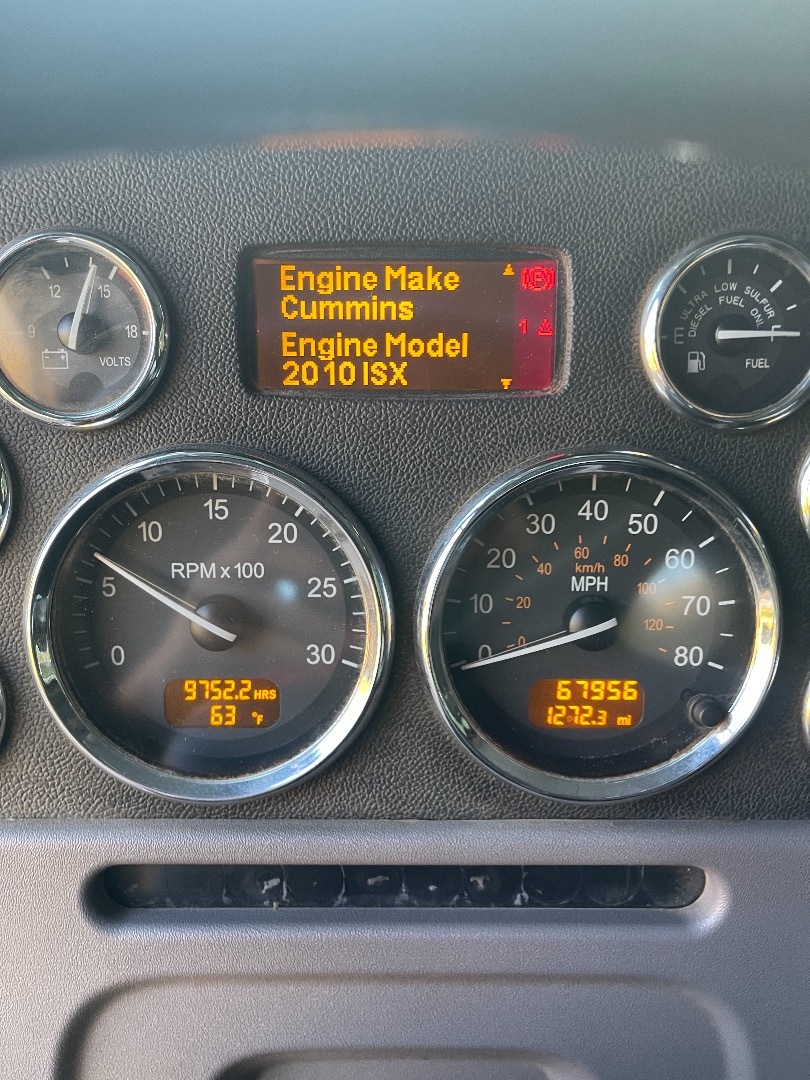 Engine Make
Cummins
Engine Model
2010 ISX
1
9 12 15 18
VOLTS
ULTRA LOW SULFUR
DIESEL FUEL ONLY
E F
FUEL
0 5 10 15 20 25 30
RPM x 100
9752.2 HRS
63 °F
0 10 20 30 40 50 60 70 80
0 20 40 60 80 100 120
km/h
MPH
67956
1272.3 mi